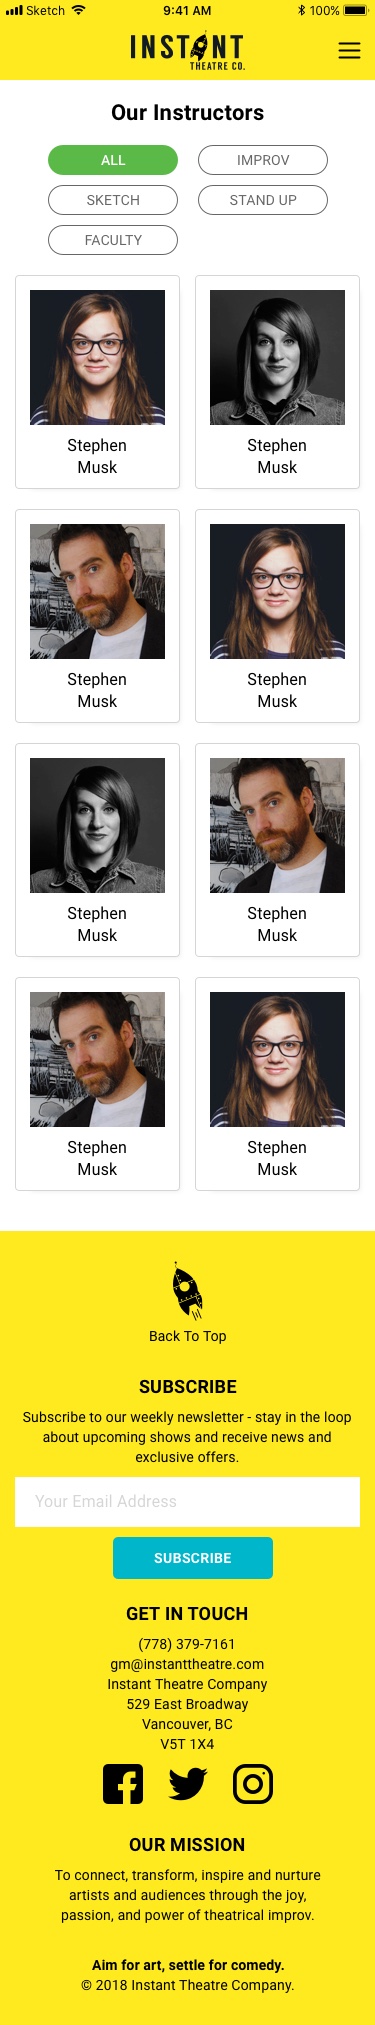 Sketch 9:41 AM 100%
INSTANT
THEATRE CO.
Our Instructors
ALL IMPROV
SKETCH STAND UP
FACULTY
Stephen Stephen
Musk Musk
Stephen Stephen
Musk Musk
Stephen Stephen
Musk Musk
Stephen Stephen
Musk Musk
Back To Top
SUBSCRIBE
Subscribe to our weekly newsletter - stay in the loop
about upcoming shows and receive news and
exclusive offers.
Your Email Address
SUBSCRIBE
GET IN TOUCH
(778) 379-7161
gm@instanttheatre.com
Instant Theatre Company
529 East Broadway
Vancouver, BC
V5T 1X4
OUR MISSION
To connect, transform, inspire and nurture
artists and audiences through the joy,
passion, and power of theatrical improv.
Aim for art, settle for comedy.
© 2018 Instant Theatre Company.